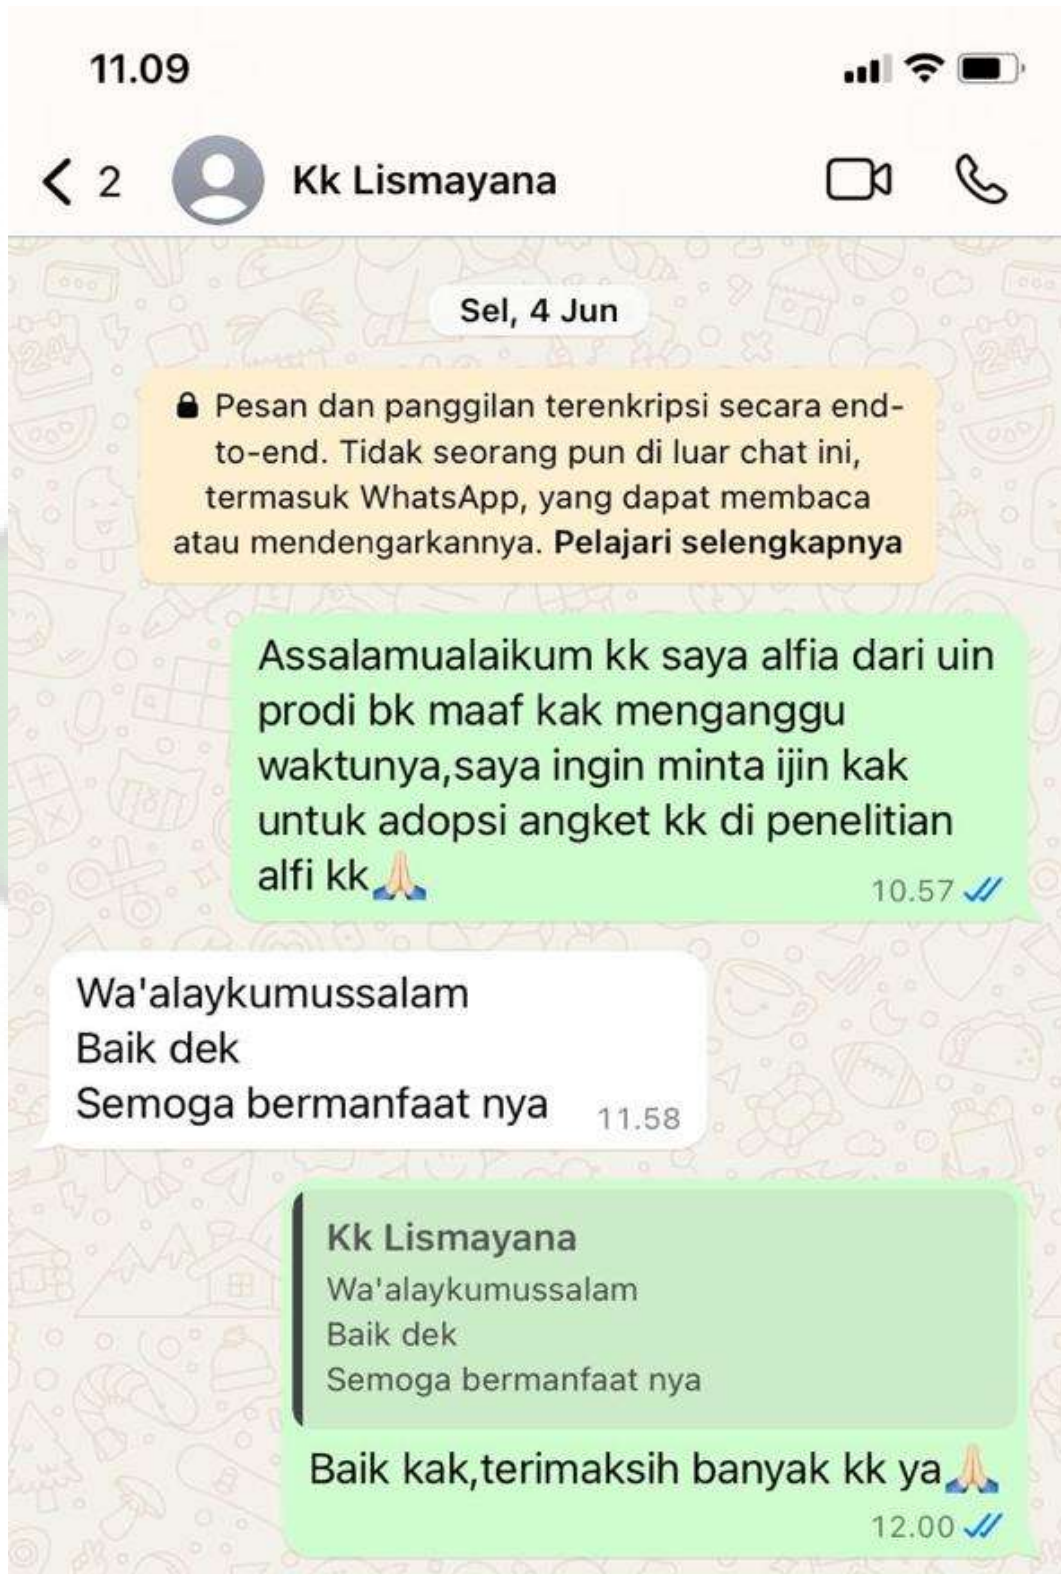 11.09
2
Kk Lismayana
Sel, 4 Jun
Pesan dan panggilan terenkripsi secara end-
to-end. Tidak seorang pun di luar chat ini,
termasuk WhatsApp, yang dapat membaca
atau mendengarkannya. Pelajari selengkapnya
Assalamualaikum kk saya alfia dari uin
prodi bk maaf kak menganggu
waktunya,saya ingin minta ijin kak
untuk adopsi angket kk di penelitian
alfi kk🙏🏻
10.57
Wa'alaykumussalam
Baik dek
Semoga bermanfaat nya
11.58
Kk Lismayana
Wa'alaykumussalam
Baik dek
Semoga bermanfaat nya
Baik kak,terimaksih banyak kk ya🙏🏻
12.00